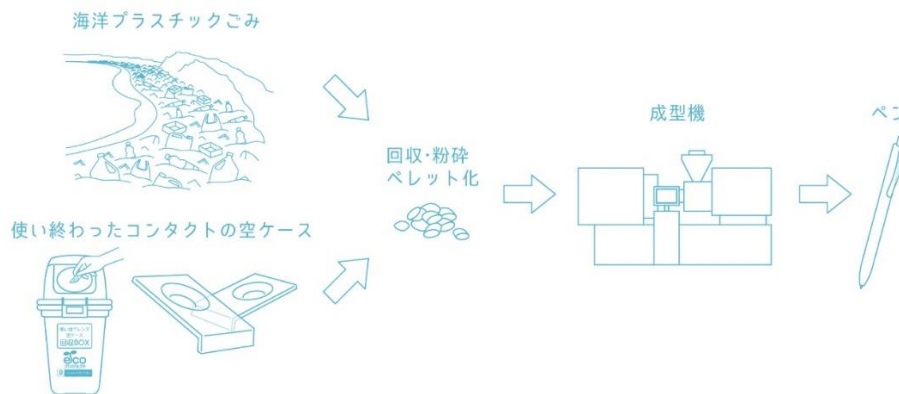 海洋プラスチックごみ
使い終わったコンタクトの空ケース
回収BOX
eco
回収･粉砕
ペレット化
成型機
ペン